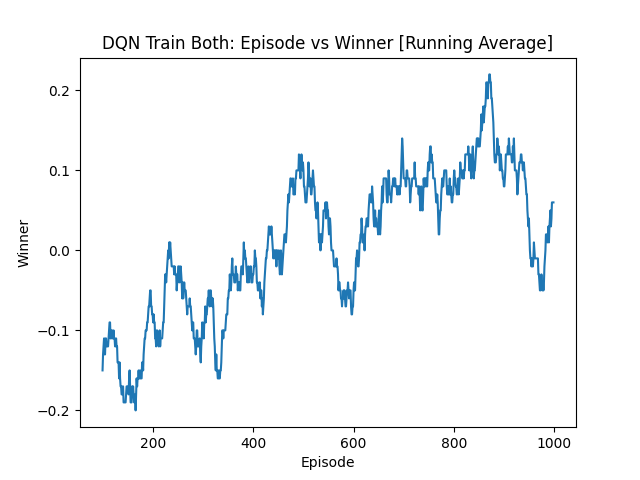 DQN Train Both: Episode vs Winner [Running Average]
0.2
0.1
0.0
−0.1
−0.2
Winner
200 400 600 800 1000
Episode